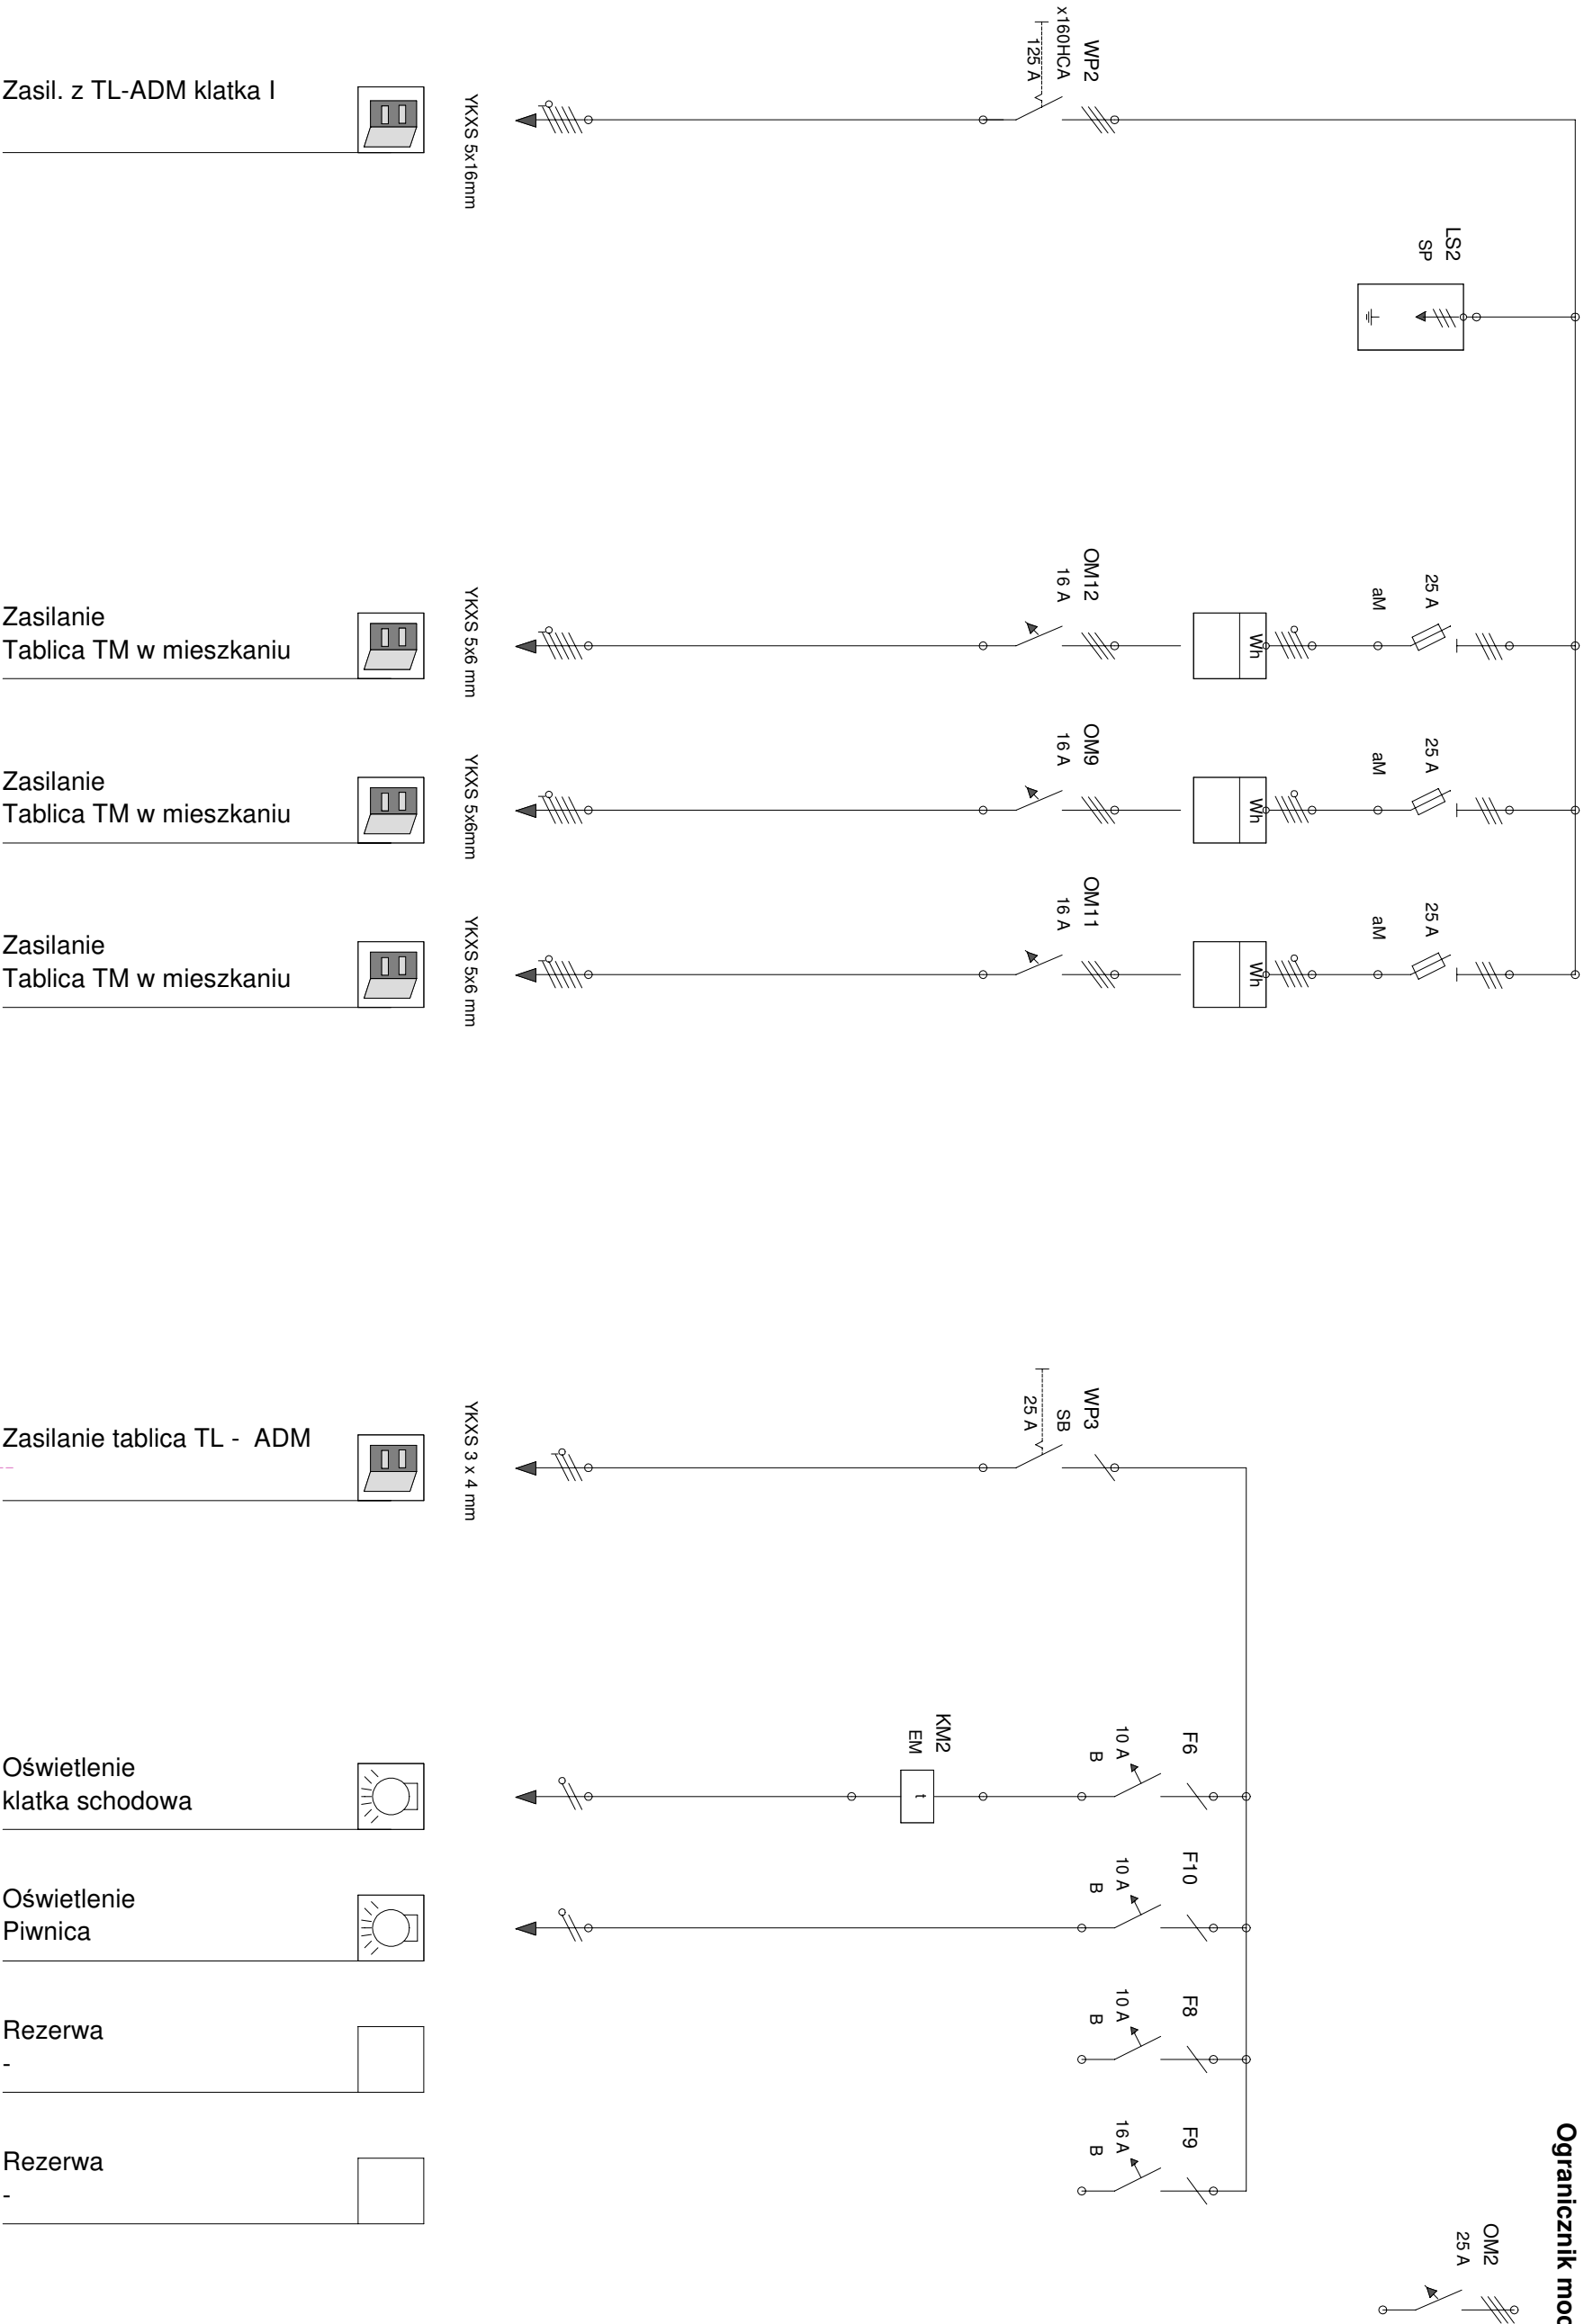 WP2
x160HCA
125 A
YKXS 5x16mm
Zasil. z TL-ADM klatka I
LS2
SP
25 A
aM
Wh
OM12
16 A
YKXS 5x6 mm
Zasilanie
Tablica TM w mieszkaniu
25 A
aM
Wh
OM9
16 A
YKXS 5x6mm
Zasilanie
Tablica TM w mieszkaniu
25 A
aM
Wh
OM11
16 A
YKXS 5x6 mm
Zasilanie
Tablica TM w mieszkaniu
WP3
SB
25 A
YKXS 3 x 4 mm
Zasilanie tablica TL - ADM
F6
10 A
B
KM2
EM
t
Oświetlenie
klatka schodowa
F10
10 A
B
Oświetlenie
Piwnica
F8
10 A
B
Rezerwa
-
F9
16 A
B
Rezerwa
-
Ogranicznik
OM2
25 A